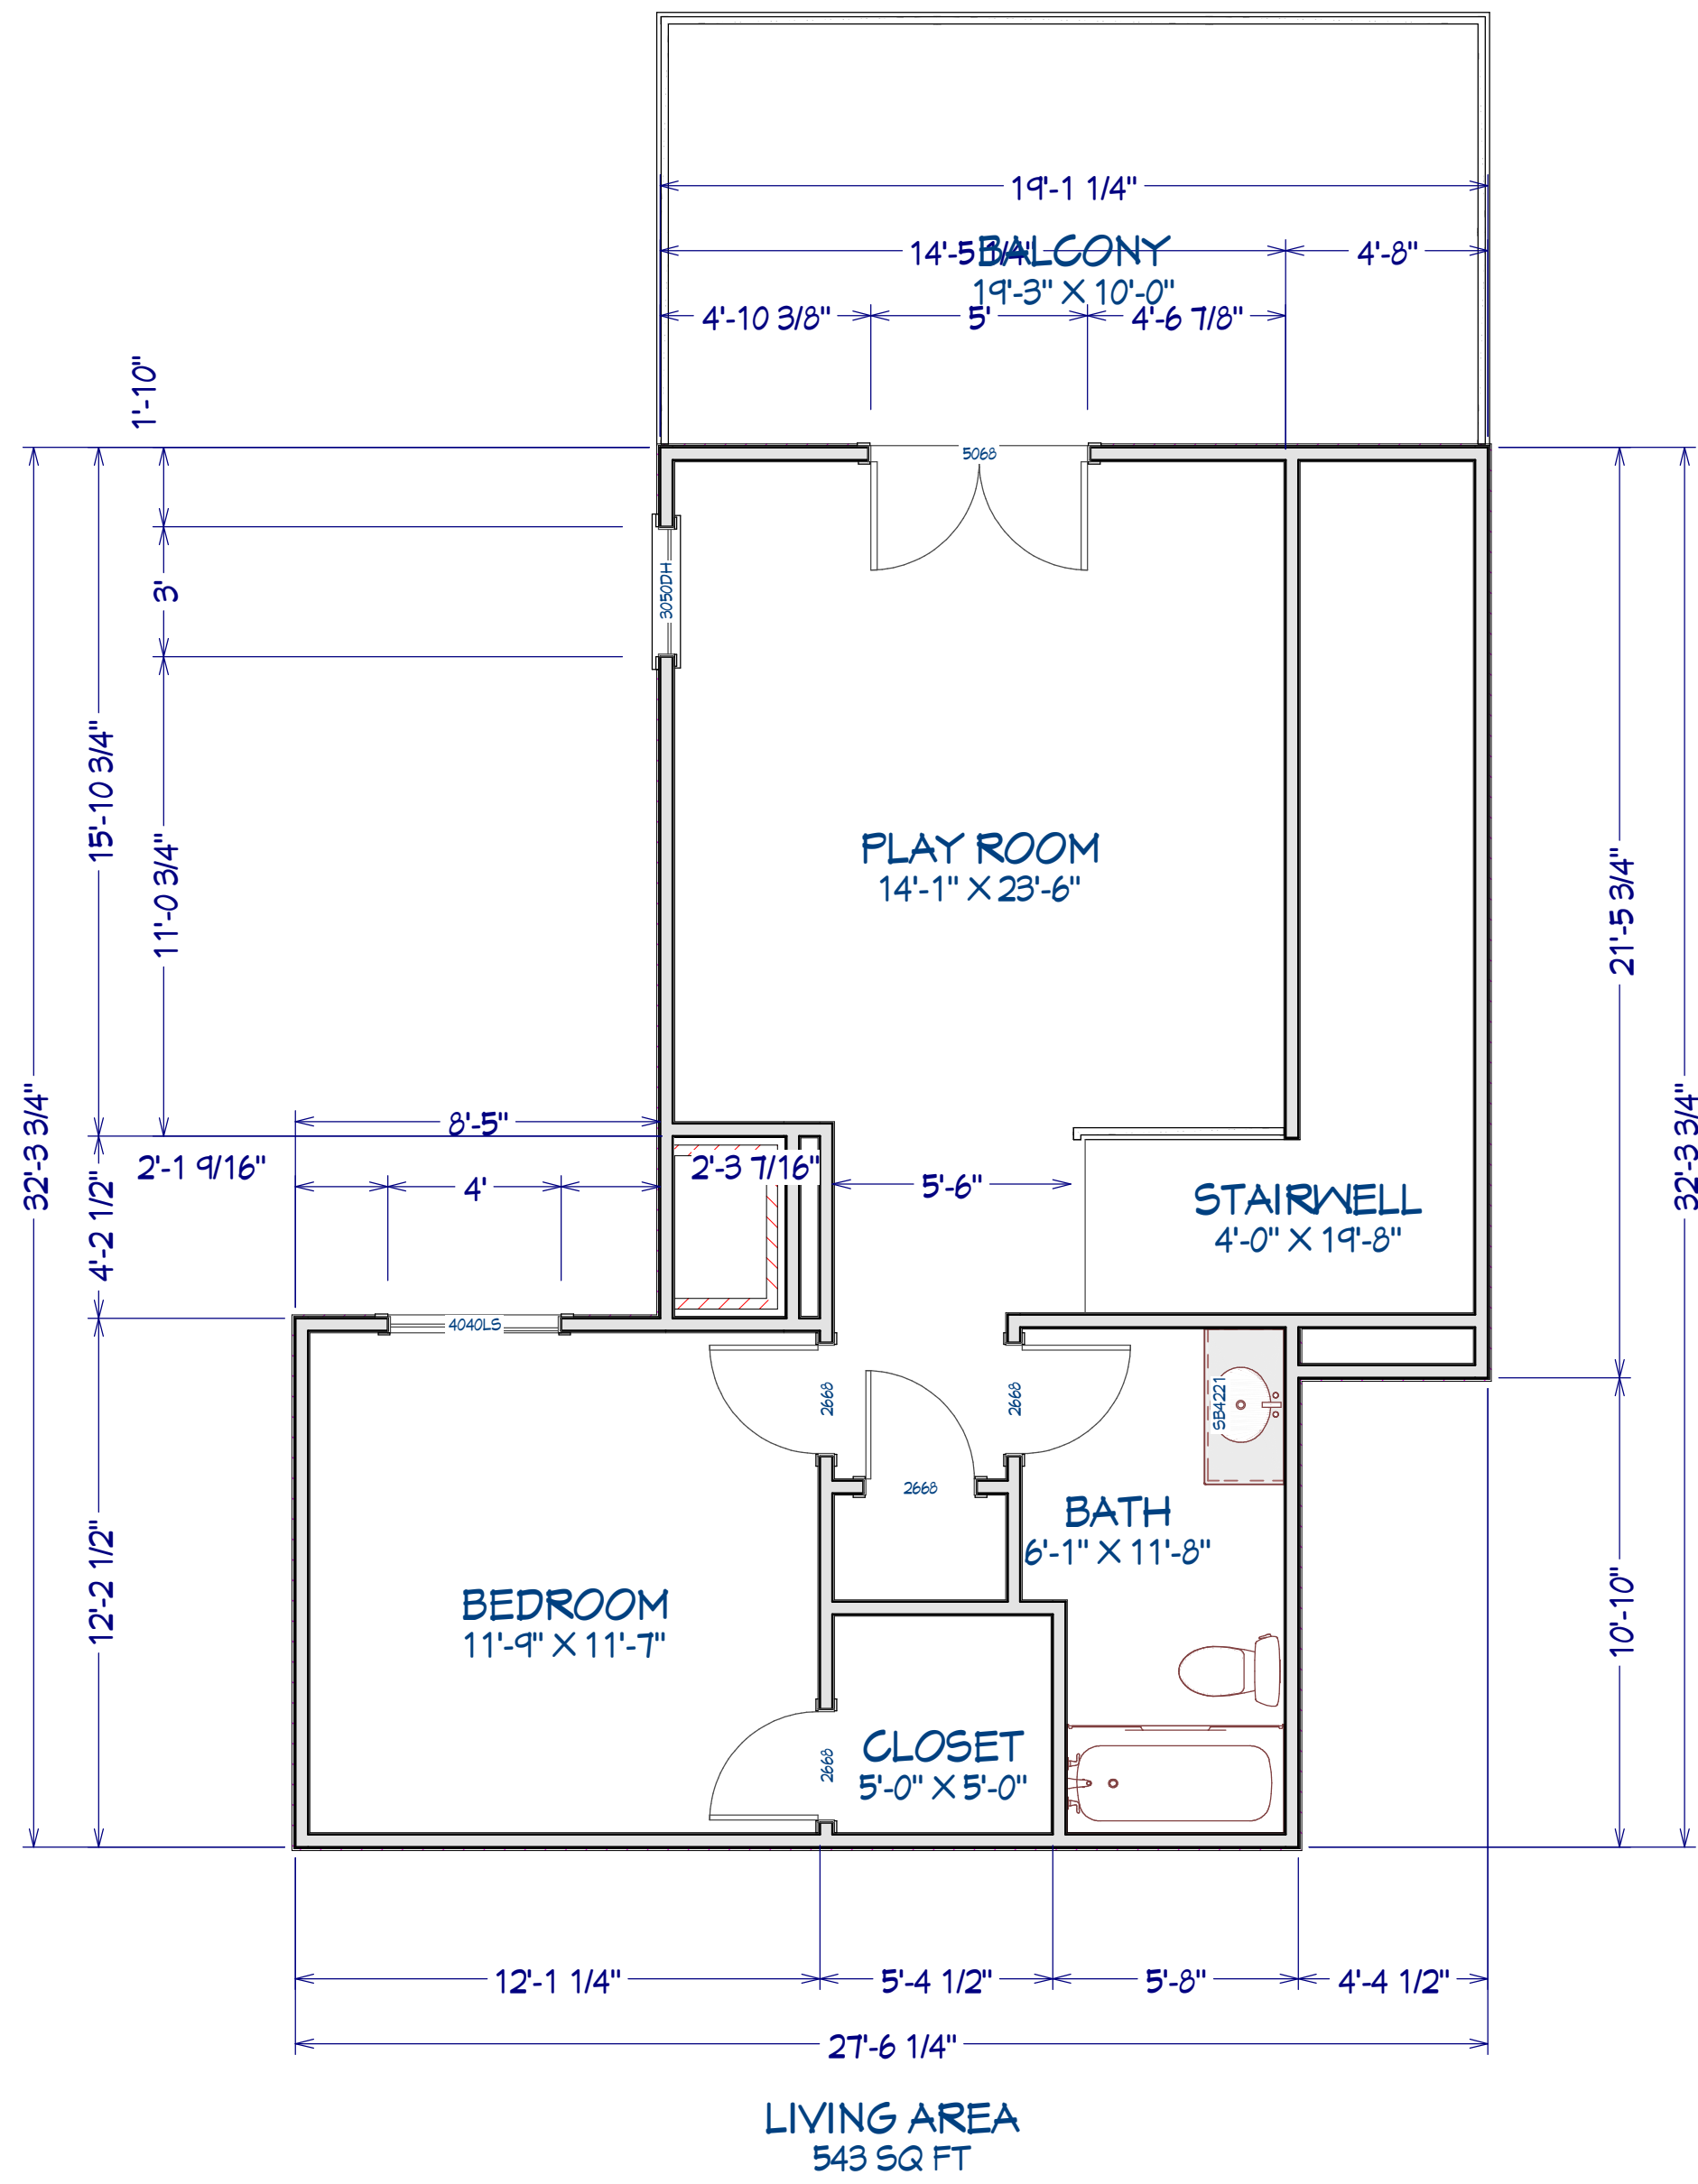 19'-1 1/4"
14'-5 1/4"
4'-8"
BALCONY
19'-3" X 10'-0"
4'-10 3/8"
5'
4'-6 7/8"
1'-10"
5068
3'
3050DH
15'-10 3/4"
11'-0 3/4"
PLAY ROOM
14'-1" X 23'-6"
21'-5 3/4"
32'-3 3/4"
32'-3 3/4"
8'-5"
2'-1 9/16"
4'
2'-3 7/16"
5'-6"
4'-2 1/2"
STAIRWELL
4'-0" X 19'-8"
4040LS
2668
2668
SB4221
2668
BATH
6'-1" X 11'-8"
12'-2 1/2"
BEDROOM
11'-9" X 11'-7"
10'-10"
2668
CLOSET
5'-0" X 5'-0"
12'-1 1/4"
5'-4 1/2"
5'-8"
4'-4 1/2"
27'-6 1/4"
LIVING AREA
543 SQ FT